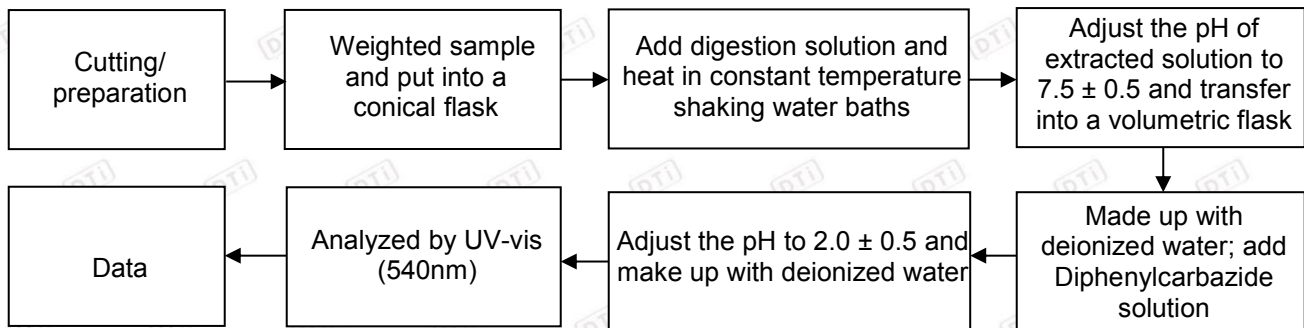 Cutting/
preparation
Weighted sample
and put into a
conical flask
Add digestion solution and
heat in constant temperature
shaking water baths
Adjust the pH of
extracted solution to
7.5 ± 0.5 and transfer
into a volumetric flask
Made up with
deionized water; add
Diphenylcarbazide
solution
Adjust the pH to 2.0 ± 0.5 and
make up with deionized water
Analyzed by UV-vis
(540nm)
Data